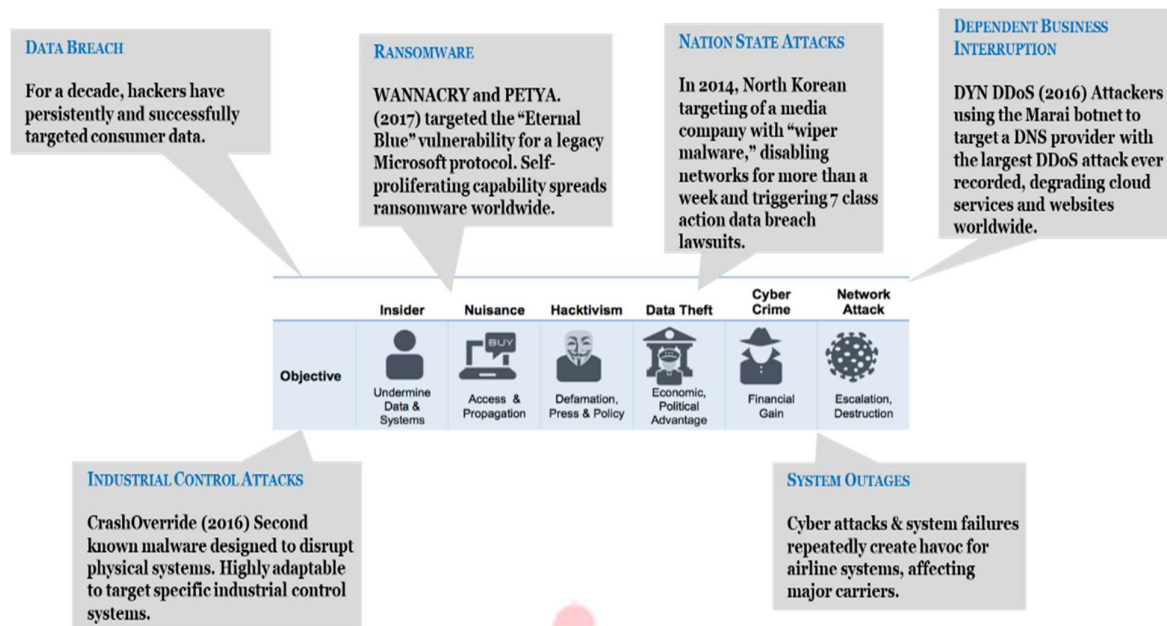 DATA BREACH
For a decade, hackers have
persistently and successfully
targeted consumer data.
RANSOMWARE
WANNACRY and PETYA.
(2017) targeted the “Eternal
Blue” vulnerability for a legacy
Microsoft protocol. Self-
proliferating capability spreads
ransomware worldwide.
NATION STATE ATTACKS
In 2014, North Korean
targeting of a media
company with “wiper
malware,” disabling
networks for more than a
week and triggering 7 class
action data breach
lawsuits.
DEPENDENT BUSINESS
INTERRUPTION
DYN DDoS (2016) Attackers
using the Marai botnet to
target a DNS provider with
the largest DDoS attack ever
recorded, degrading cloud
services and websites
worldwide.
Insider
Nuisance
Hacktivism
Data Theft
Cyber
Crime
Network
Attack
Objective
BUY
Undermine
Data &
Systems
Access &
Propagation
Defamation,
Press & Policy
Economic,
Political
Advantage
Financial
Gain
Escalation,
Destruction
INDUSTRIAL CONTROL ATTACKS
CrashOverride (2016) Second
known malware designed to disrupt
physical systems. Highly adaptable
to target specific industrial control
systems.
SYSTEM OUTAGES
Cyber attacks & system failures
repeatedly create havoc for
airline systems, affecting
major carriers.